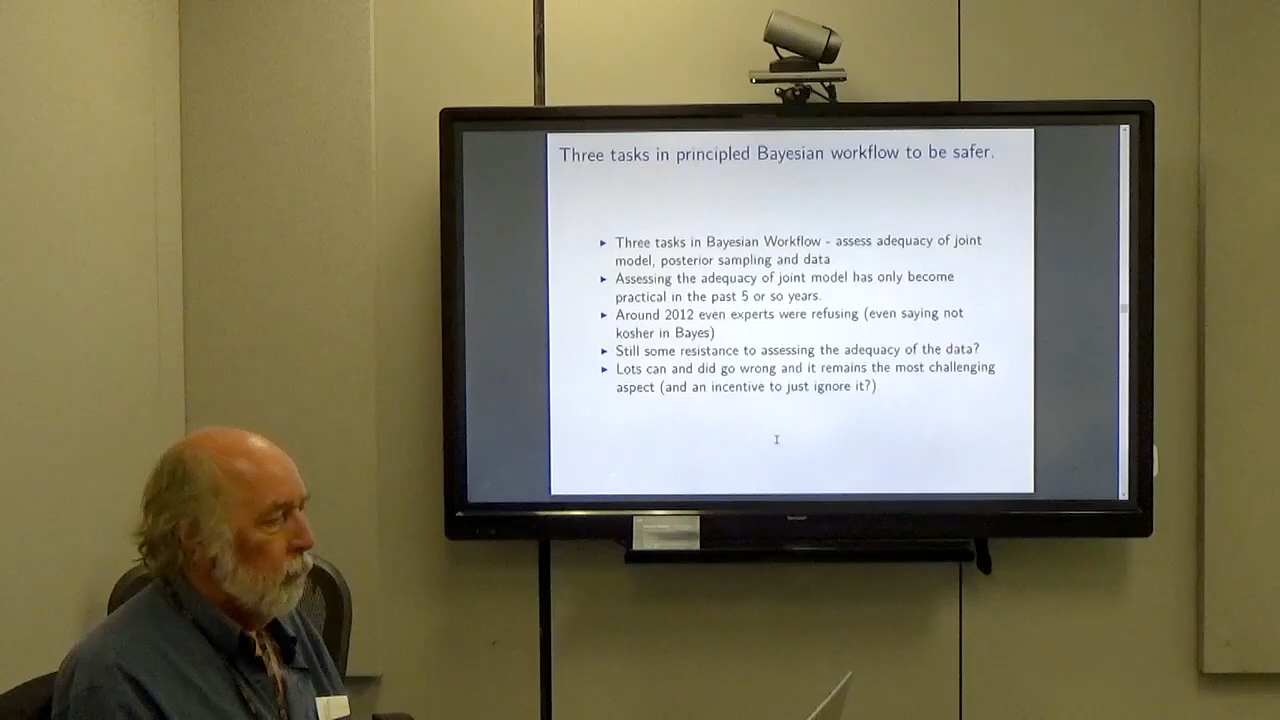 Three tasks in principled Bayesian workflow to be safer.
▸ Three tasks in Bayesian Workflow - assess adequacy of joint
model, posterior sampling and data
▸ Assessing the adequacy of joint model has only become
practical in the past 5 or so years.
▸ Around 2012 even experts were refusing (even saying not
kosher in Bayes)
▸ Still some resistance to assessing the adequacy of the data?
▸ Lots can and did go wrong and it remains the most challenging
aspect (and an incentive to just ignore it?)